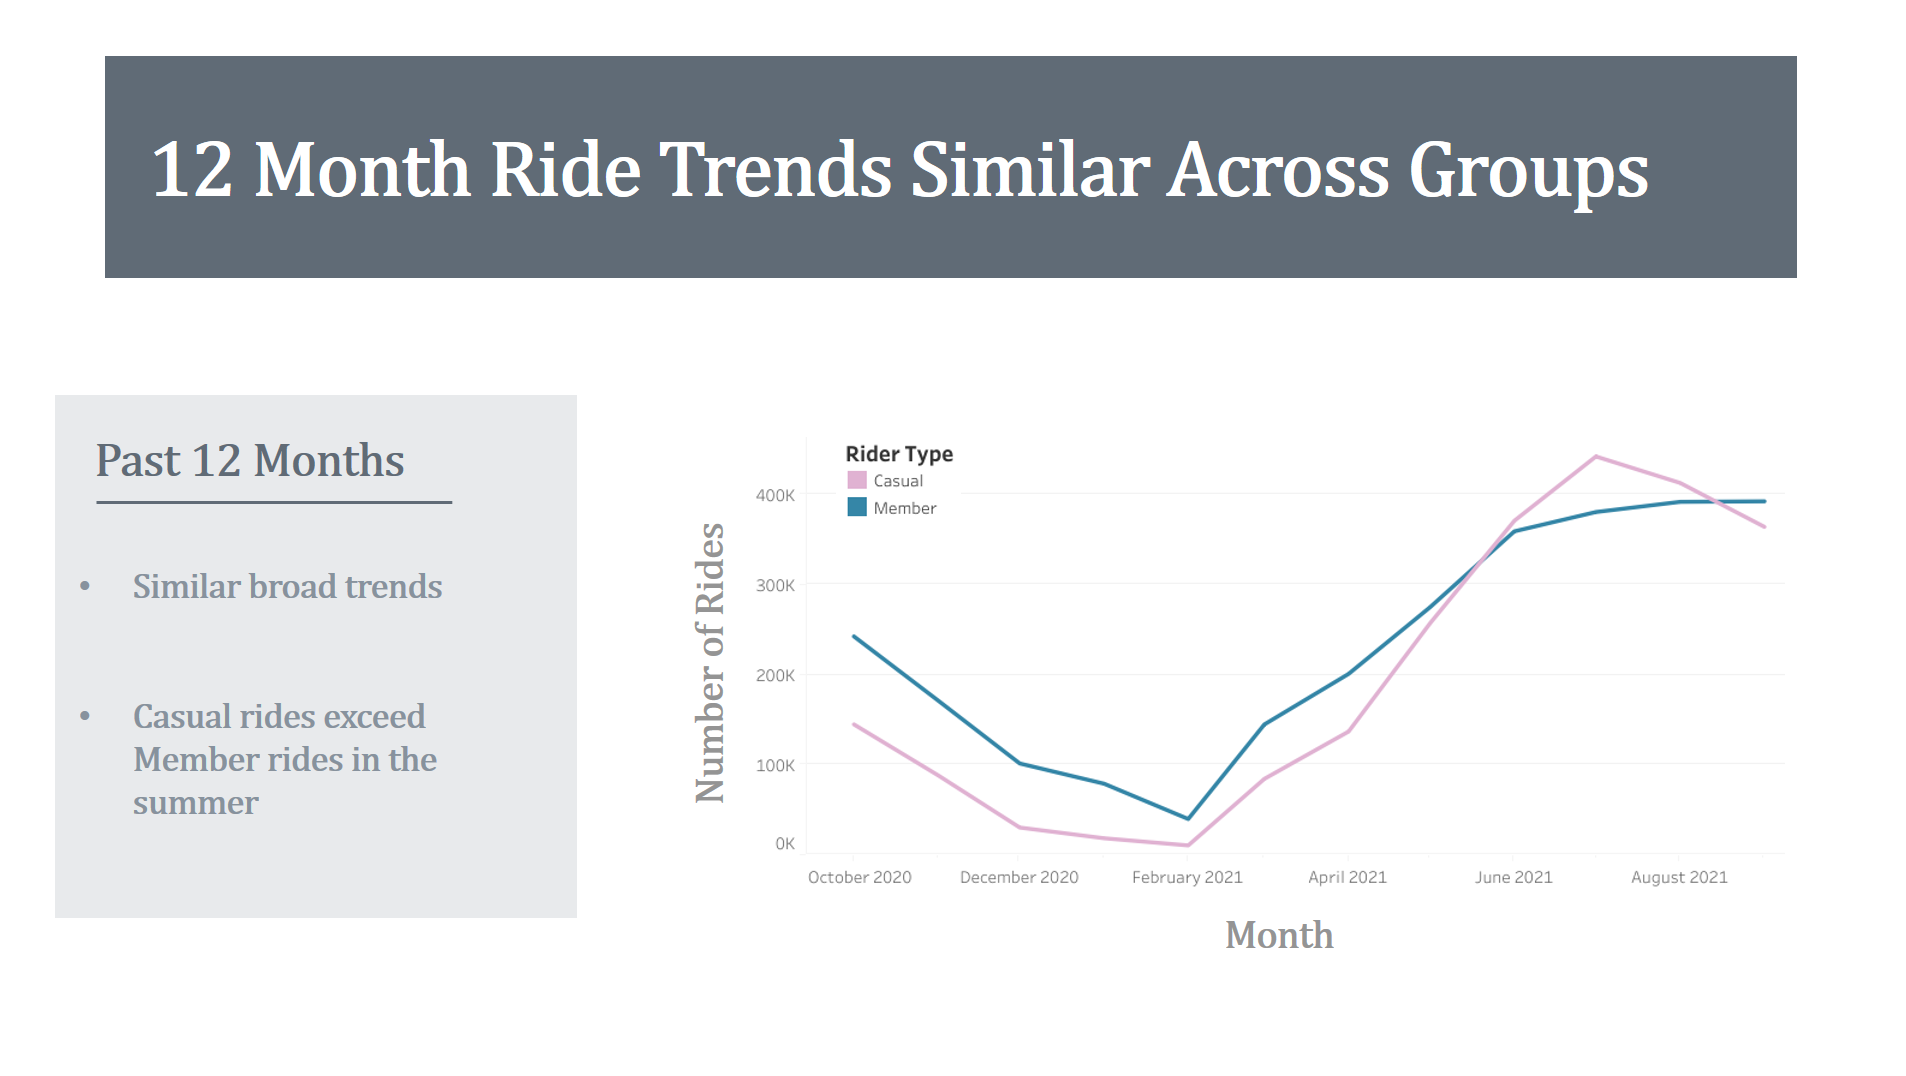 12 Month Ride Trends Similar Across Groups
Past 12 Months
• Similar broad trends
• Casual rides exceed
Member rides in the
summer
Rider Type
Casual
Member
Number of Rides
400K
300K
200K
100K
0K
October 2020
December 2020
February 2021
April 2021
June 2021
August 2021
Month